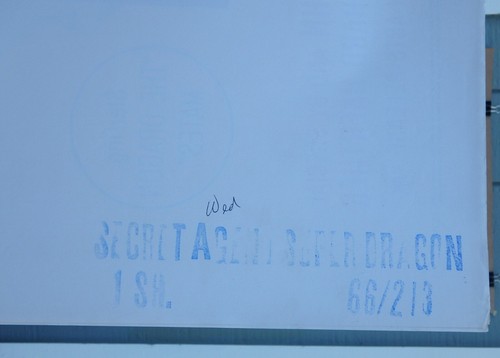 Wed
SECRET AGENT SUPER DRAGON
1 SH. 66/213